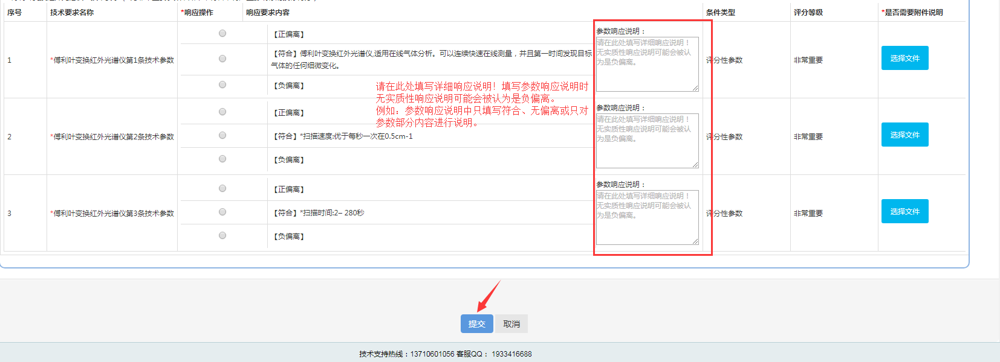 序号 技术要求名称 *响应操作 响应要求内容 条件类型 评分等级 *是否需要附件说明
1 *傅利叶变换红外光谱仪第1条技术参数
【正偏离】
【符合】傅利叶变换红外光谱仪,适用在线气体分析。可以连续快速在线测量，并且第一时间发现目标
气体的任何细微变化。
【负偏离】
参数响应说明：
请在此处填写详细响应说明！
无实质性响应说明可能会被认
为是负偏离。
评分性参数 非常重要 选择文件
请在此处填写详细响应说明！填写参数响应说明时
无实质性响应说明可能会被认为是负偏离。
例如：参数响应说明中只填写符合、无偏离或只对
参数部分内容进行说明。
2 *傅利叶变换红外光谱仪第2条技术参数
【正偏离】
【符合】*扫描速度:优于每秒一次在0.5cm-1
【负偏离】
参数响应说明：
请在此处填写详细响应说明！
无实质性响应说明可能会被认
为是负偏离。
评分性参数 非常重要 选择文件
3 *傅利叶变换红外光谱仪第3条技术参数
【正偏离】
【符合】*扫描时间:2– 280秒
【负偏离】
参数响应说明：
请在此处填写详细响应说明！
无实质性响应说明可能会被认
为是负偏离。
评分性参数 非常重要 选择文件
提交 取消
技术支持热线：13710601056 客服QQ： 1933416688